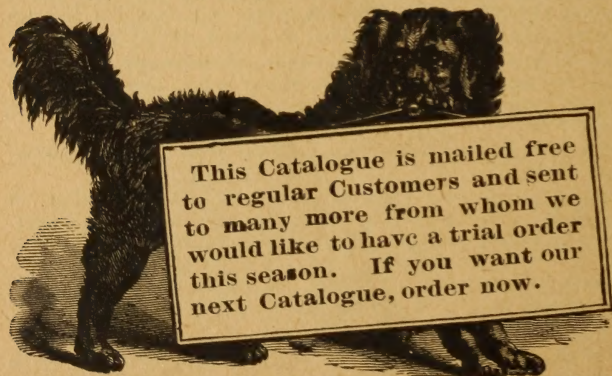 This Catalogue is mailed free
to regular Customers and sent
to many more from whom we
would like to have a trial order
this season. If you want our
next Catalogue, order now.